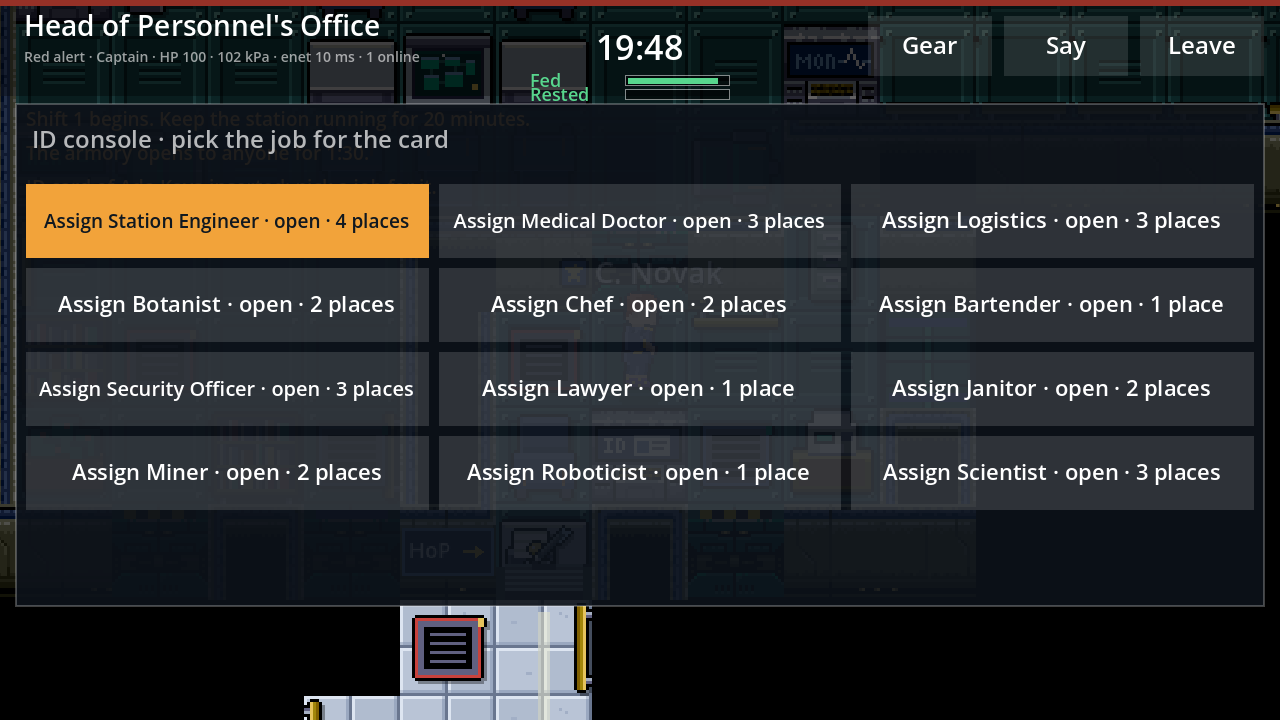 Head of Personnel's Office
Red alert · Captain · HP 100 · 102 kPa · enet 10 ms · 1 online
19:48
Fed
Rested
MON
Gear
Say
Leave
Shift 1 begins. Keep the station running for 20 minutes.
The armory opens to anyone for 1:30.
ID console · pick the job for the card
Assign Station Engineer · open · 4 places
Assign Medical Doctor · open · 3 places
Assign Logistics · open · 3 places
C. Novak
Assign Botanist · open · 2 places
Assign Chef · open · 2 places
Assign Bartender · open · 1 place
Assign Security Officer · open · 3 places
Assign Lawyer · open · 1 place
Assign Janitor · open · 2 places
ID
Assign Miner · open · 2 places
Assign Roboticist · open · 1 place
Assign Scientist · open · 3 places
HoP →